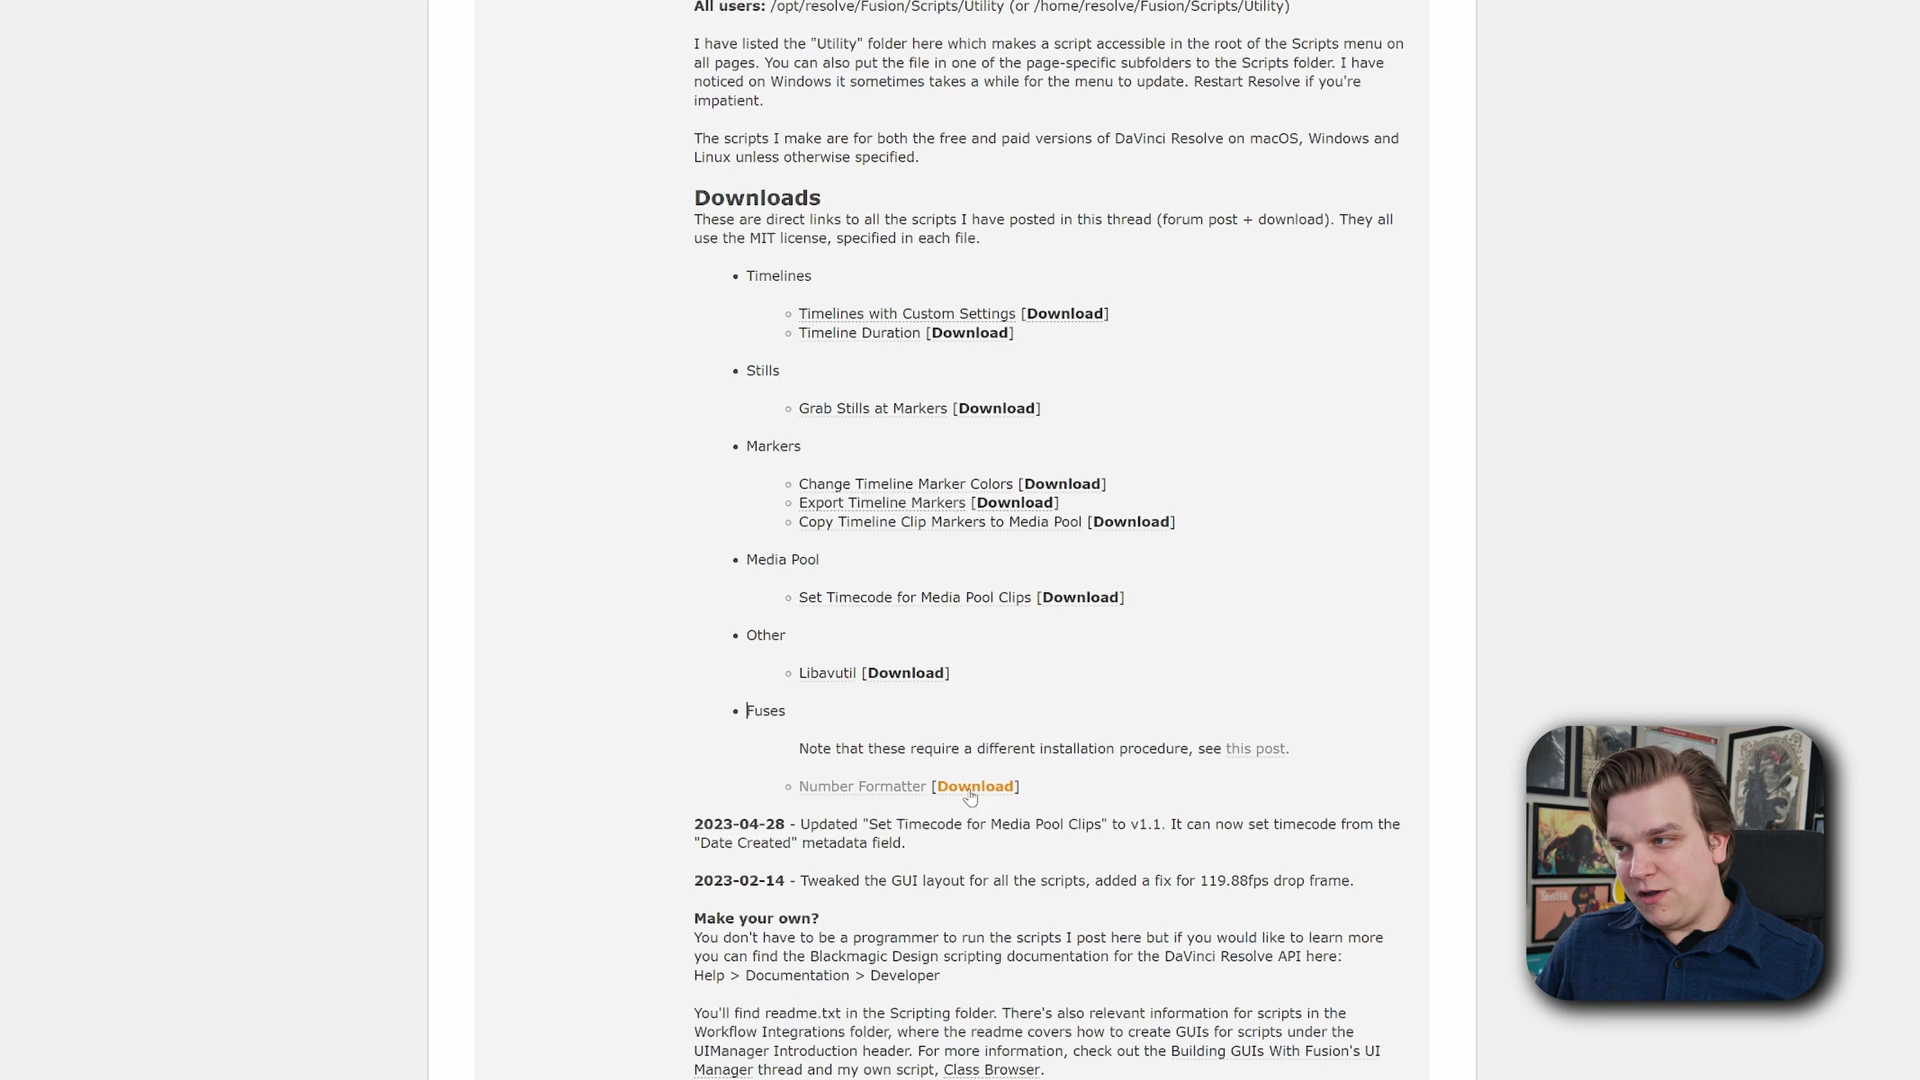 All users: /opt/resolve/Fusion/Scripts/Utility (or /home/resolve/Fusion/Scripts/Utility)
I have listed the "Utility" folder here which makes a script accessible in the root of the Scripts menu on
all pages. You can also put the file in one of the page-specific subfolders to the Scripts folder. I have
noticed on Windows it sometimes takes a while for the menu to update. Restart Resolve if you're
impatient.
The scripts I make are for both the free and paid versions of DaVinci Resolve on macOS, Windows and
Linux unless otherwise specified.
Downloads
These are direct links to all the scripts I have posted in this thread (forum post + download). They all
use the MIT license, specified in each file.
• Timelines
◦ Timelines with Custom Settings [Download]
◦ Timeline Duration [Download]
• Stills
◦ Grab Stills at Markers [Download]
• Markers
◦ Change Timeline Marker Colors [Download]
◦ Export Timeline Markers [Download]
◦ Copy Timeline Clip Markers to Media Pool [Download]
• Media Pool
◦ Set Timecode for Media Pool Clips [Download]
• Other
◦ Libavutil [Download]
• Fuses
Note that these require a different installation procedure, see this post.
◦ Number Formatter [Download]
2023-04-28 - Updated "Set Timecode for Media Pool Clips" to v1.1. It can now set timecode from the
"Date Created" metadata field.
2023-02-14 - Tweaked the GUI layout for all the scripts, added a fix for 119.88fps drop frame.
Make your own?
You don't have to be a programmer to run the scripts I post here but if you would like to learn more
you can find the Blackmagic Design scripting documentation for the DaVinci Resolve API here:
Help > Documentation > Developer
You'll find readme.txt in the Scripting folder. There's also relevant information for scripts in the
Workflow Integrations folder, where the readme covers how to create GUIs for scripts under the
UIManager Introduction header. For more information, check out the Building GUIs With Fusion's UI
Manager thread and my own script, Class Browser.